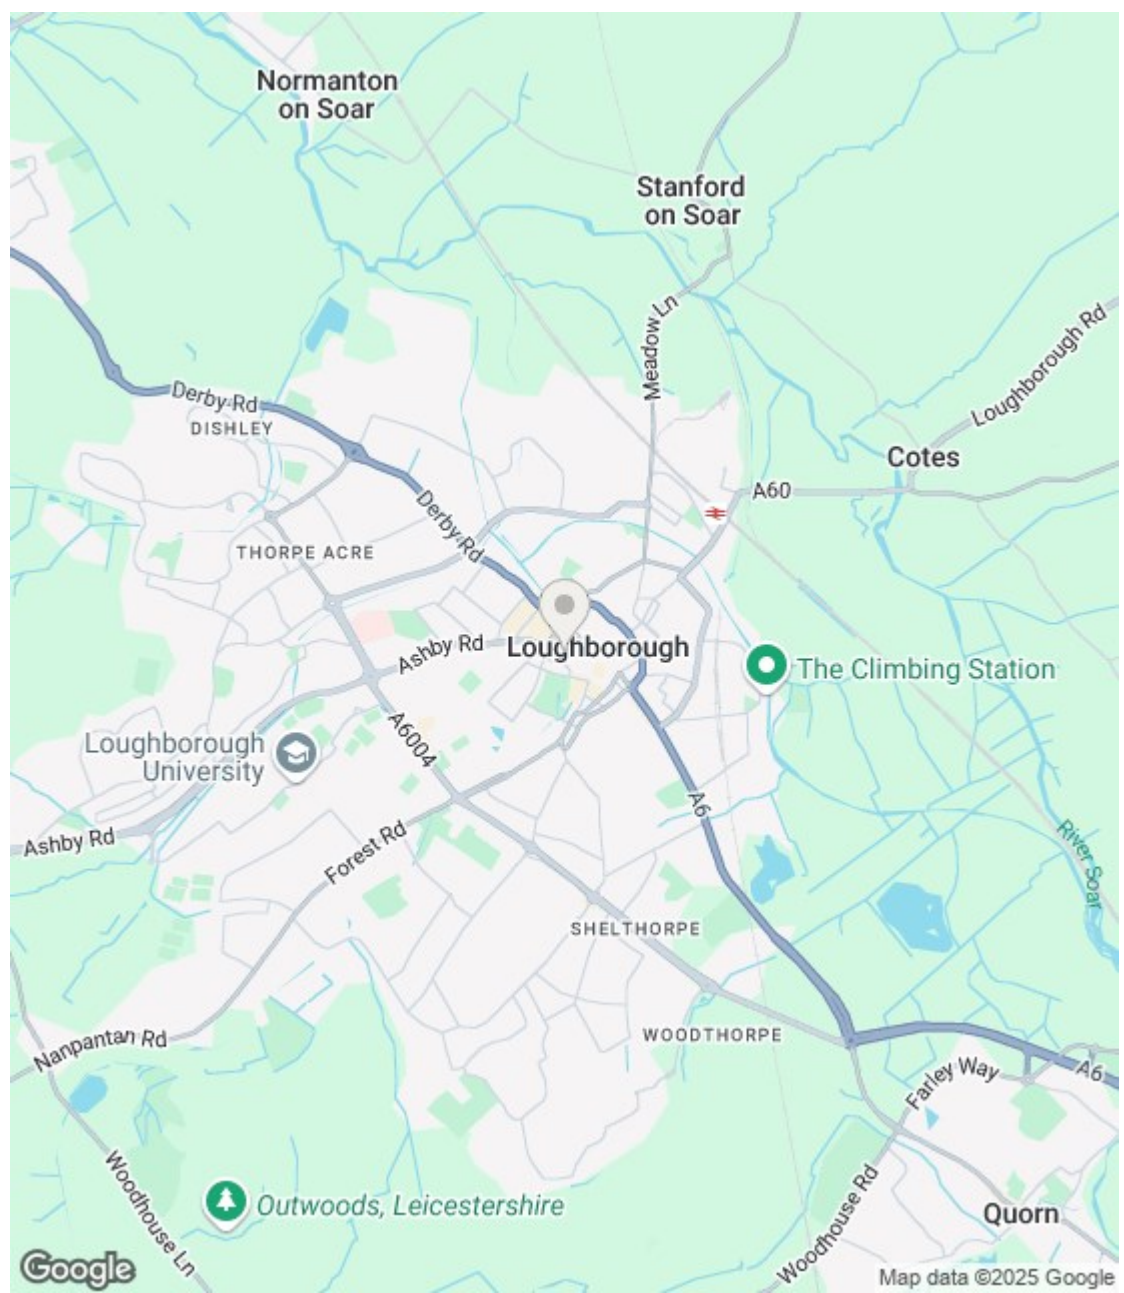 Normanton
on Soar
Stanford
on Soar
Meadow Ln
Loughborough Rd
Derby Rd
DISHLEY
Cotes
A60
Derby Rd
THORPE ACRE
Ashby Rd
Loughborough
The Climbing Station
A6004
Loughborough
University
A6
Ashby Rd
Forest Rd
River Soar
SHELTHORPE
Nanpantan Rd
WOODTHORPE
Farley Way
A6
Woodhouse Ln
Outwoods, Leicestershire
Woodhouse Rd
Quorn
Google
Map data ©2025 Google